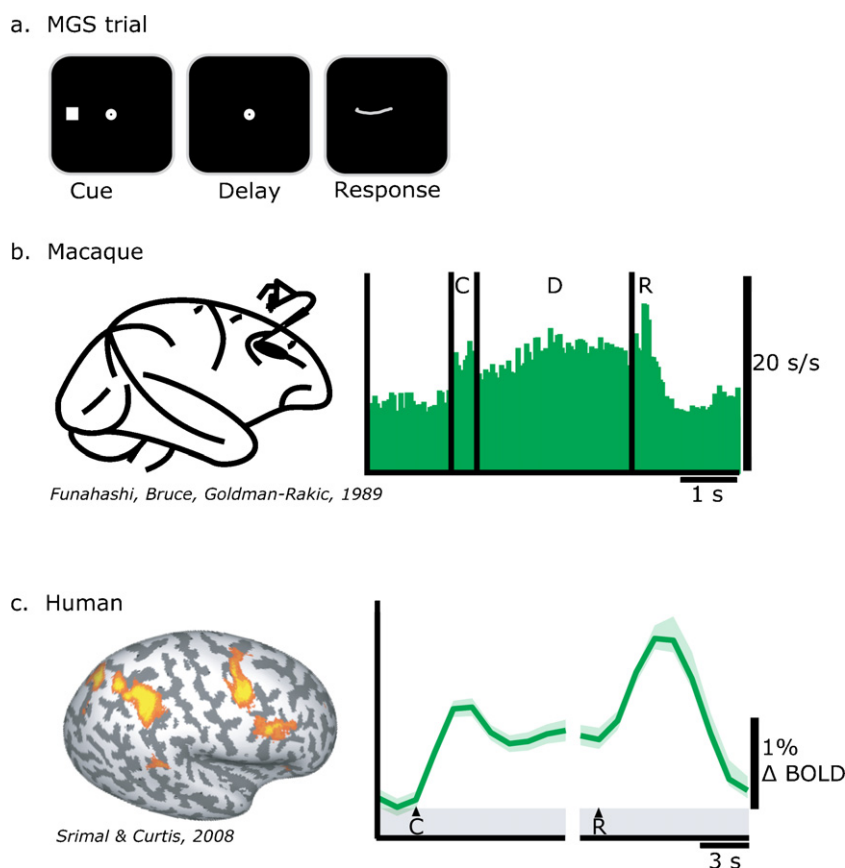 a. MGS trial
Cue Delay Response
b. Macaque
C D R
20 s/s
1 s
Funahashi, Bruce, Goldman-Rakic, 1989
c. Human
1%
Δ BOLD
C R
3 s
Srimal & Curtis, 2008